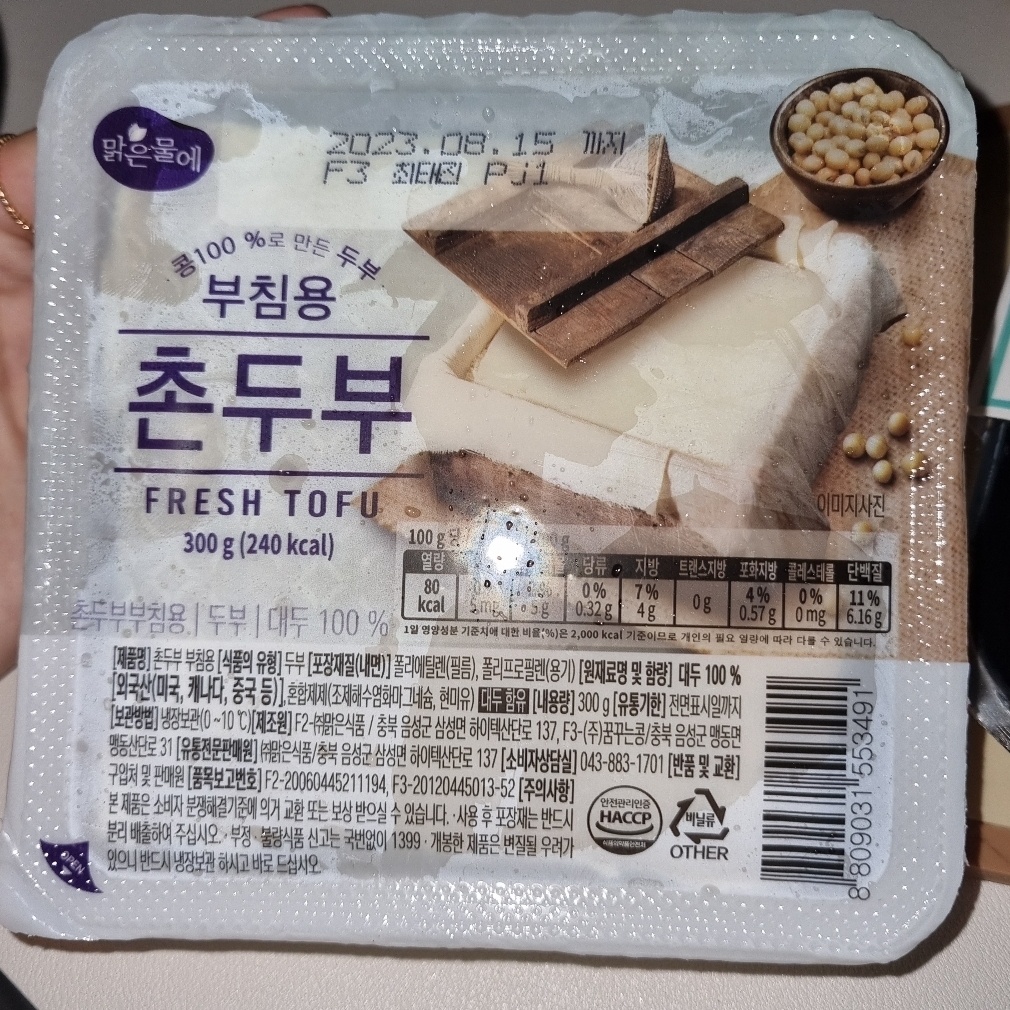 맑은물에
2023.08.15 까지
F3 최태희 PJ1
콩100 %로 만든 두부
부침용
촌두부
FRESH TOFU
300 g (240 kcal)
이미지사진
100 g당
열량 당류 지방 트랜스지방 포화지방 콜레스테롤 단백질
80 kcal 5 mg 5 g 0 % 0.32 g 7 % 4 g 0 g 4 % 0.57 g 0 % 0 mg 11 % 6.16 g
1일 영양성분 기준치에 대한 비율(%)은 2,000 kcal 기준이므로 개인의 필요 열량에 따라 다를 수 있습니다.
촌두부부침용 | 두부 | 대두 100 %
[제품명] 촌두부 부침용 [식품의 유형] 두부 [포장재질(내면)] 폴리에틸렌(필름), 폴리프로필렌(용기) [원재료명 및 함량] 대두 100 %
[외국산(미국, 캐나다, 중국 등)], 혼합제제(조제해수염화마그네슘, 현미유) 대두 함유 [내용량] 300 g [유통기한] 전면표시일까지
[보관방법] 냉장보관(0 ~10 ℃) [제조원] F2-㈜맑은식품 / 충북 음성군 삼성면 하이텍산단로 137, F3-(주)꿈꾸는콩/충북 음성군 맹동면
맹동산단로 31 [유통전문판매원] ㈜맑은식품/충북 음성군 삼성면 하이텍산단로 137 [소비자상담실] 043-883-1701 [반품 및 교환]
구입처 및 판매원 [품목보고번호] F2-20060445211194, F3-20120445013-52 [주의사항]
본 제품은 소비자 분쟁해결기준에 의거 교환 또는 보상 받으실 수 있습니다. ·사용 후 포장재는 반드시
분리 배출하여 주십시오. ·부정·불량식품 신고는 국번없이 1399 ·개봉한 제품은 변질될 우려가
있으니 반드시 냉장보관 하시고 바로 드십시오.
안전관리인증
HACCP
식품의약품안전처
비닐류
OTHER
OPEN
8 809031 553491